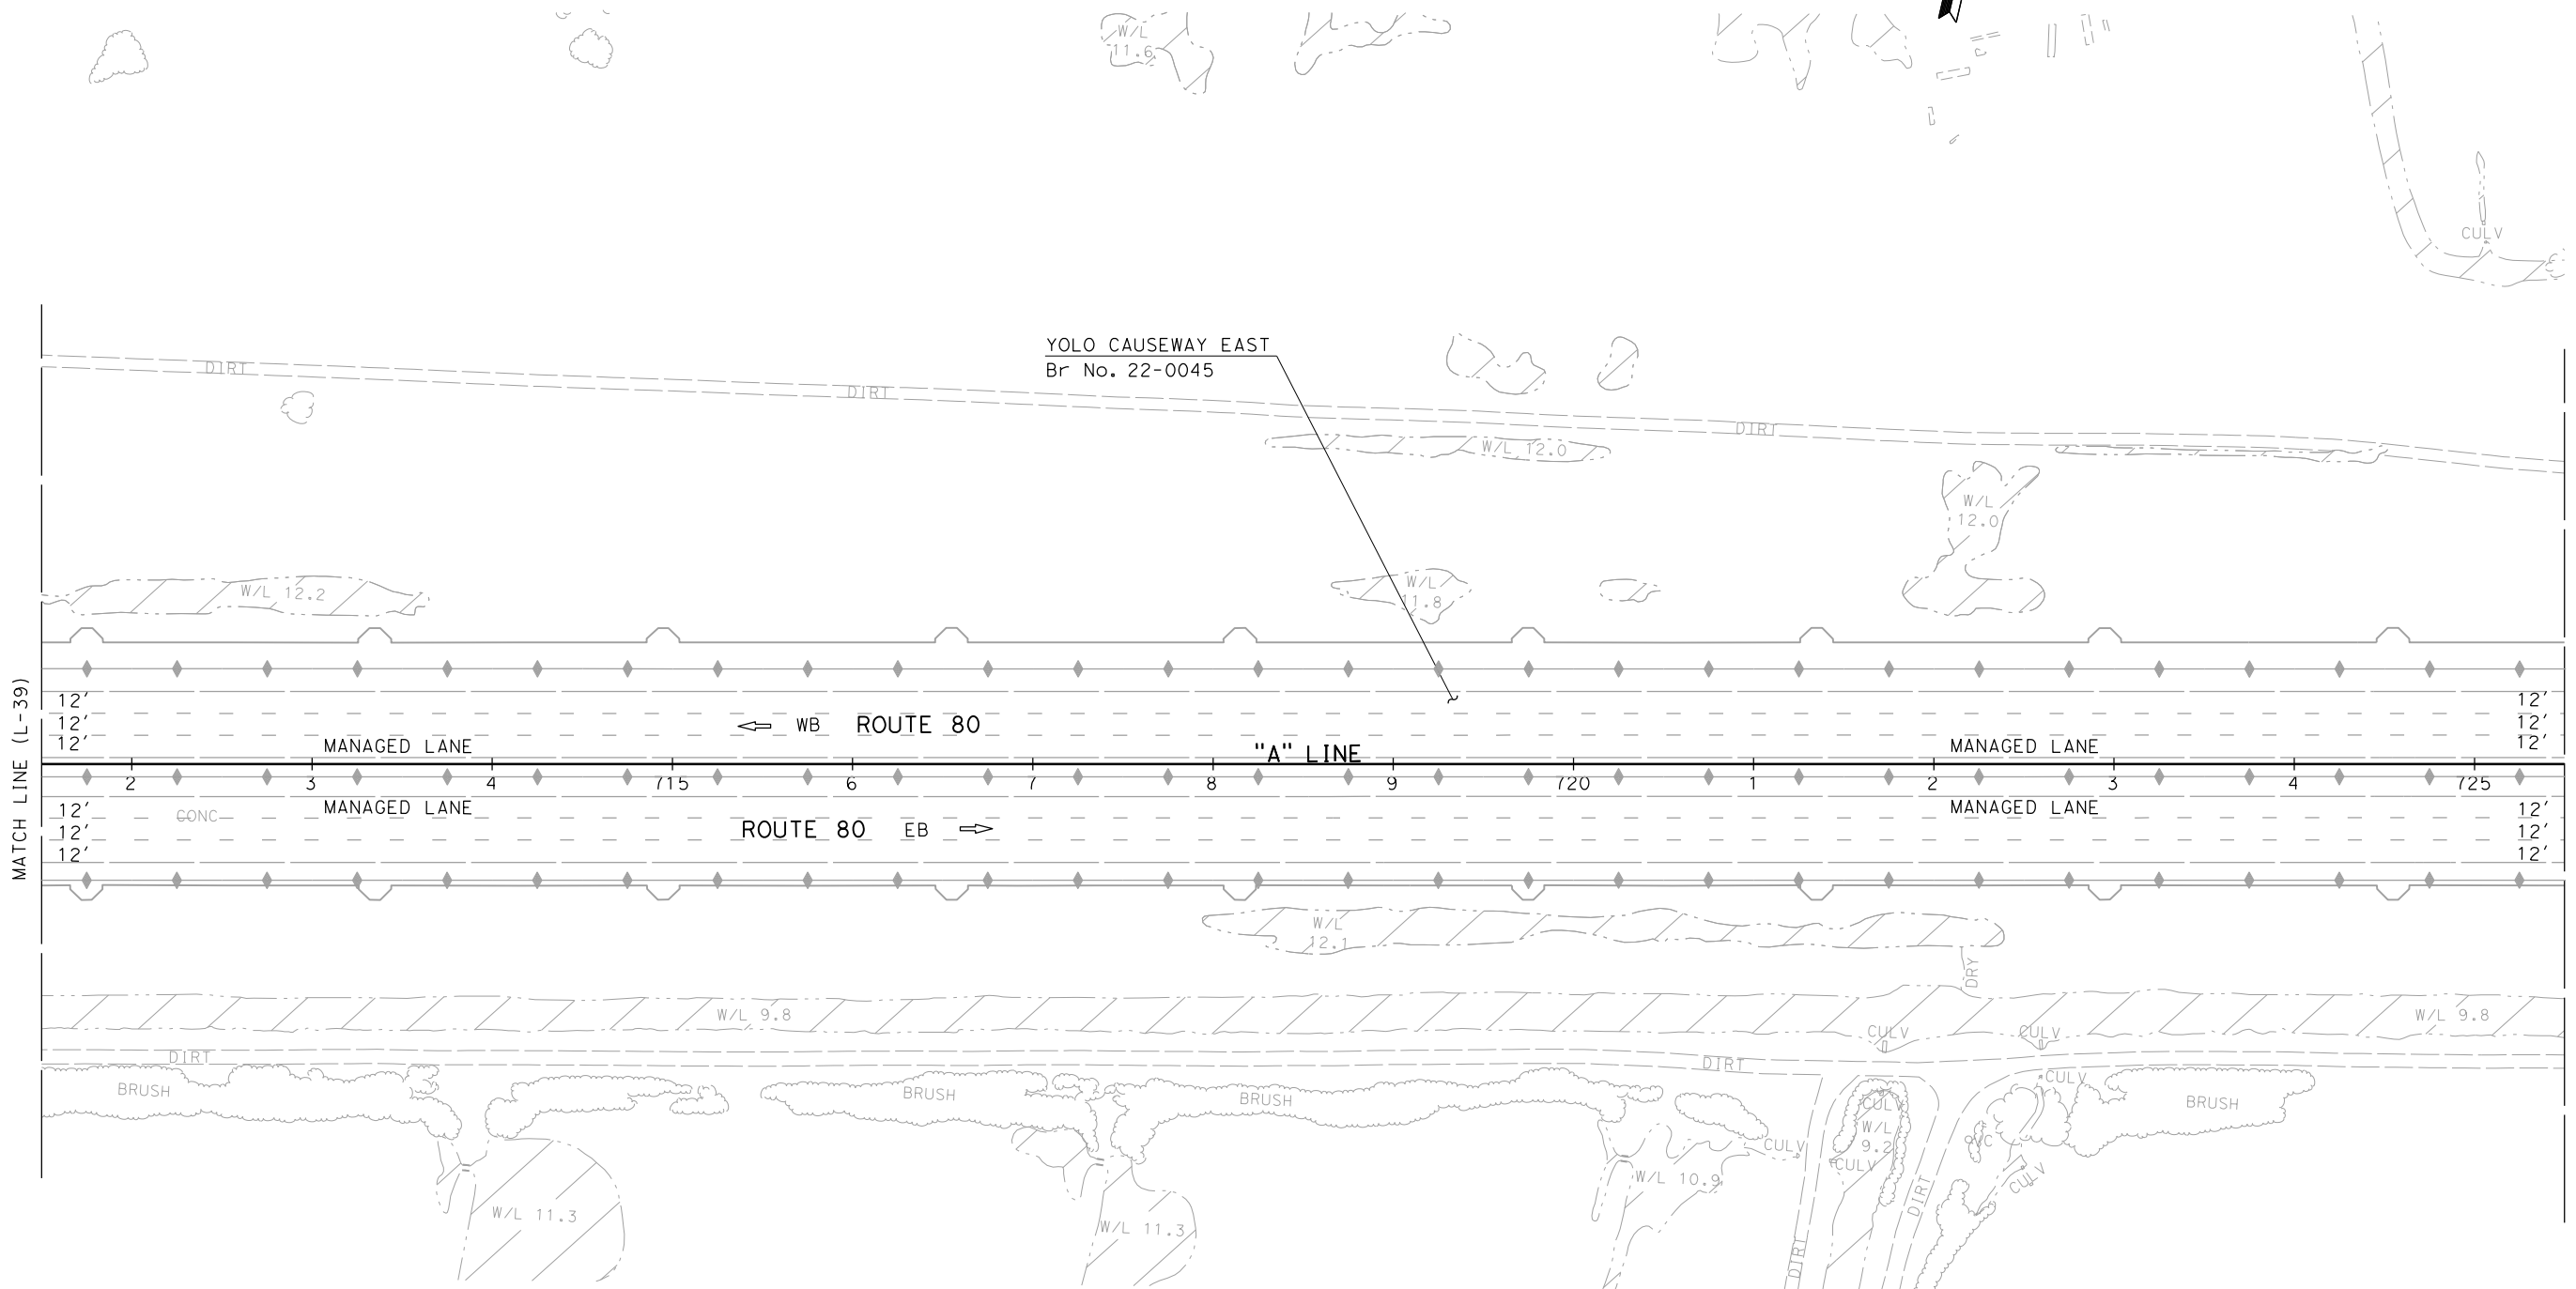 W/L
11.6
CULV
YOLO CAUSEWAY EAST
Br No. 22-0045
DIRT
DIRT
DIRT
W/L 12.0
W/L
12.0
W/L 12.2
W/L
11.8
MATCH LINE (L-39)
12' 12'
12' WB ROUTE 80 12'
12' MANAGED LANE "A" LINE MANAGED LANE 12'
2 3 4 715 6 7 8 9 720 1 2 3 4 725
12' CONC MANAGED LANE MANAGED LANE 12'
12' ROUTE 80 EB 12'
12' 12'
W/L
12.1
DRY
W/L 9.8 W/L 9.8
CULV CULV
DIRT DIRT
BRUSH BRUSH BRUSH CULV BRUSH
CULV
W/L
9.2
CULV
CULV
CULV
W/L 10.9
DIRT
DIRT
W/L 11.3
W/L 11.3